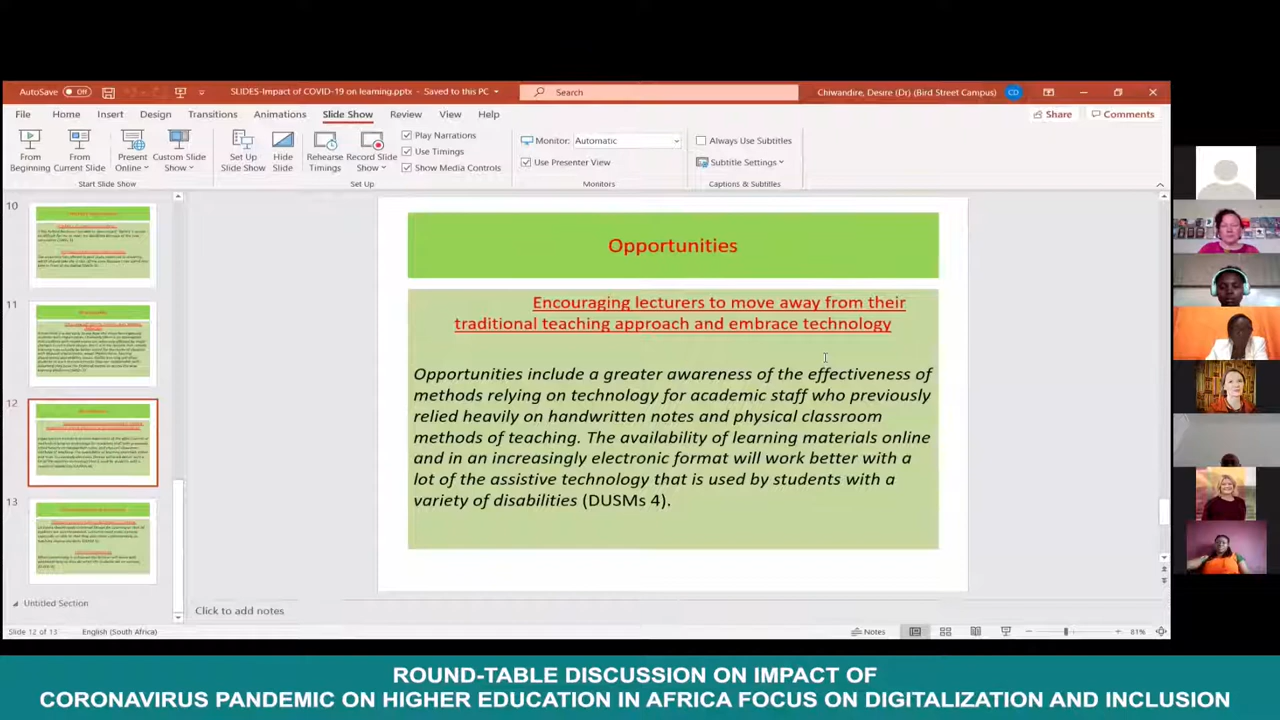 AutoSave Off
SLIDES-Impact of COVID-19 on learning.pptx - Saved to this PC
Search
Chiwandire, Desire (Dr) (Bird Street Campus) CD
File Home Insert Design Transitions Animations Slide Show Review View Help
Share Comments
From Beginning
From Current Slide
Present Online
Custom Slide Show
Start Slide Show
Set Up Slide Show
Hide Slide
Rehearse Timings
Record Slide Show
Play Narrations
Use Timings
Show Media Controls
Set Up
Monitor: Automatic
Use Presenter View
Monitors
Always Use Subtitles
Subtitle Settings
Captions & Subtitles
10
11
12
13
Untitled Section
Opportunities
Encouraging lecturers to move away from their
traditional teaching approach and embrace technology
Opportunities include a greater awareness of the effectiveness of
methods relying on technology for academic staff who previously
relied heavily on handwritten notes and physical classroom
methods of teaching. The availability of learning materials online
and in an increasingly electronic format will work better with a
lot of the assistive technology that is used by students with a
variety of disabilities (DUSMs 4).
Click to add notes
Slide 12 of 13 English (South Africa) Notes 81%
ROUND-TABLE DISCUSSION ON IMPACT OF
CORONAVIRUS PANDEMIC ON HIGHER EDUCATION IN AFRICA FOCUS ON DIGITALIZATION AND INCLUSION